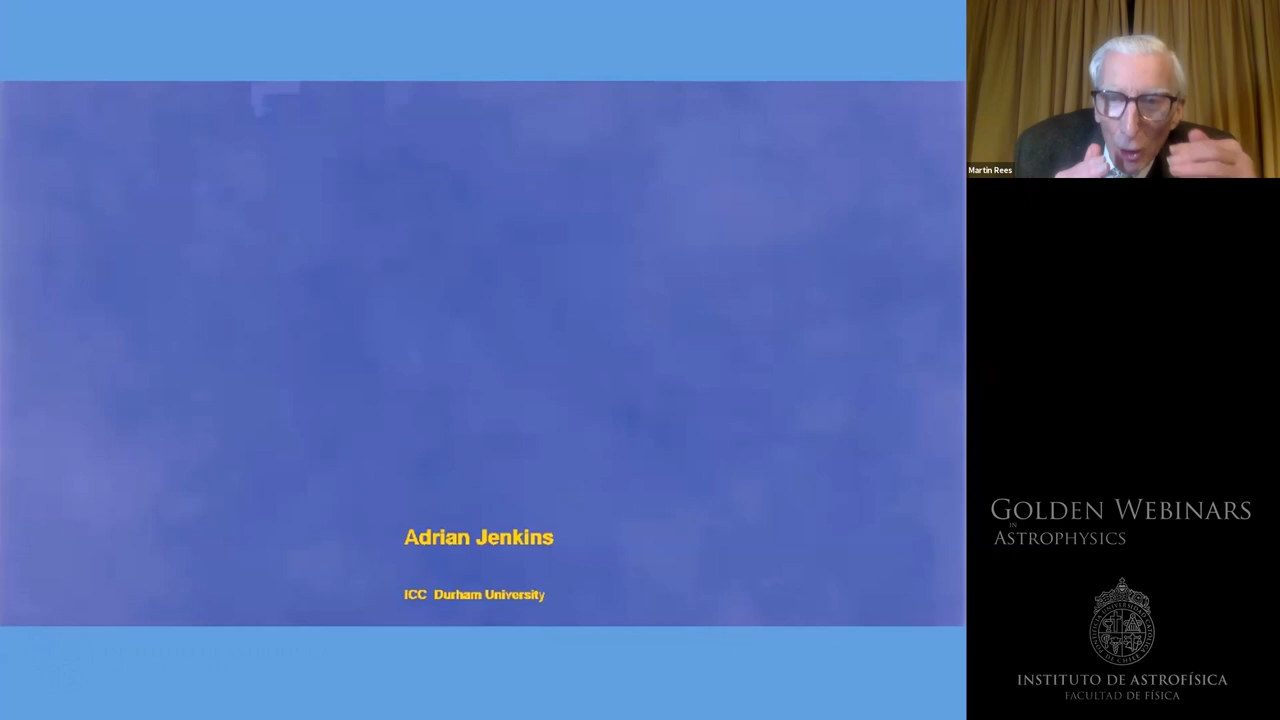 Adrian Jenkins
ICC Durham University
Martin Rees
GOLDEN WEBINARS
IN
ASTROPHYSICS
INSTITUTO DE ASTROFÍSICA
FACULTAD DE FÍSICA